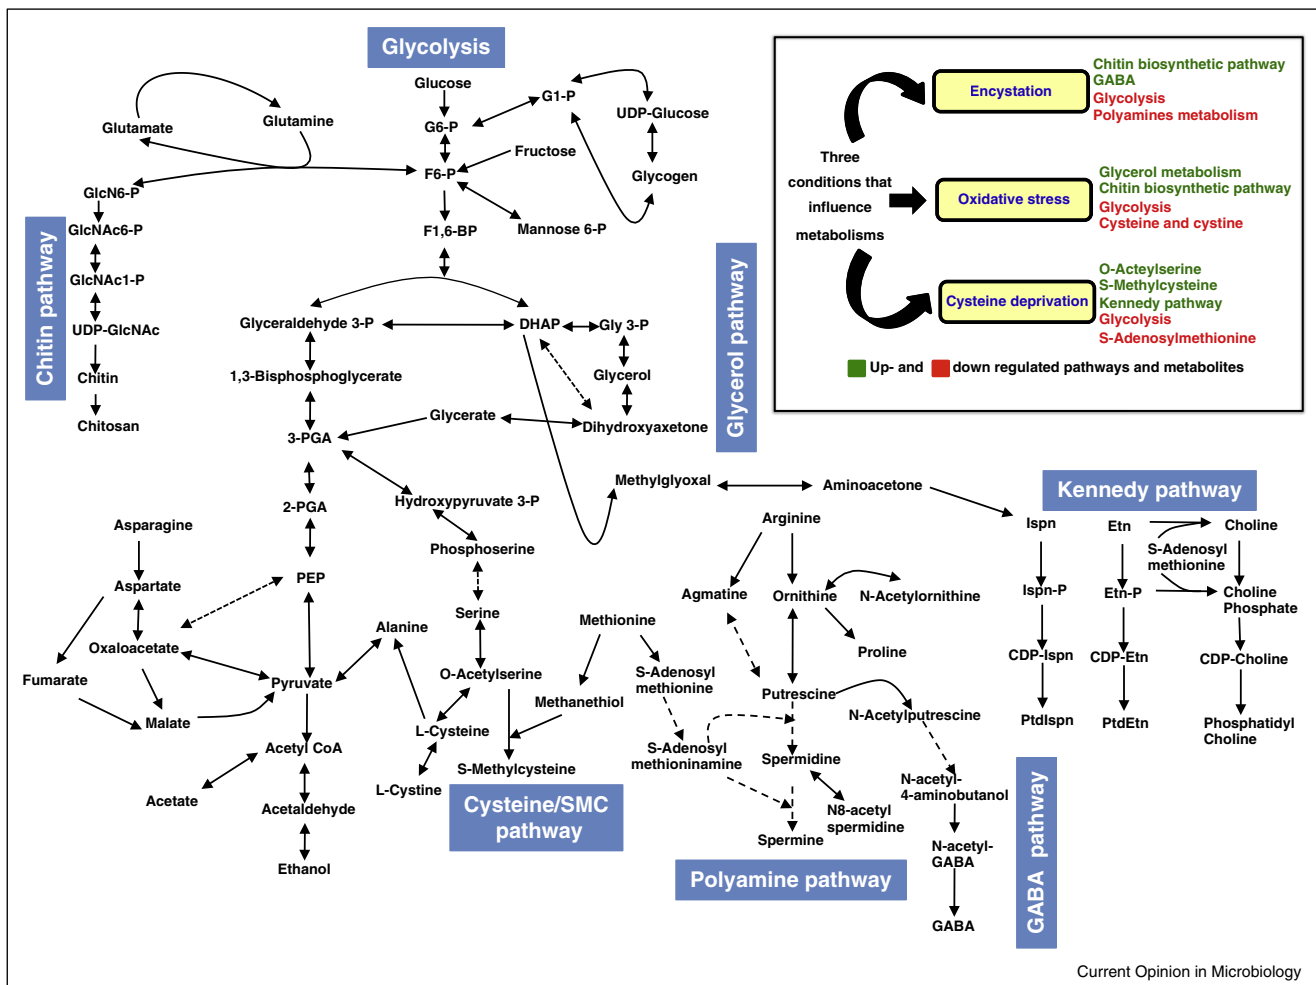 Glycolysis
Glucose
G1-P
UDP-Glucose
Glutamate
Glutamine
G6-P
Fructose
F6-P
Glycogen
GlcN6-P
Mannose 6-P
GlcNAc6-P
F1,6-BP
Chitin pathway
GlcNAc1-P
UDP-GlcNAc
Chitin
Chitosan
Glyceraldehyde 3-P
DHAP
Gly 3-P
Glycerol pathway
1,3-Bisphosphoglycerate
Glycerol
Glycerate
Dihydroxyaxetone
3-PGA
Methylglyoxal
Aminoacetone
Hydroxypyruvate 3-P
2-PGA
Phosphoserine
Asparagine
PEP
Aspartate
Serine
Alanine
Oxaloacetate
Fumarate
Pyruvate
O-Acetylserine
Malate
L-Cysteine
Acetyl CoA
L-Cystine
S-Methylcysteine
Acetate
Acetaldehyde
Ethanol
Cysteine/SMC
pathway
Methionine
Methanethiol
S-Adenosyl
methionine
S-Adenosyl
methioninamine
Arginine
Agmatine
Ornithine
N-Acetylornithine
Proline
Putrescine
N-Acetylputrescine
Spermidine
N8-acetyl
spermidine
Spermine
Polyamine pathway
N-acetyl-
4-aminobutanol
N-acetyl-
GABA
GABA
GABA pathway
Kennedy pathway
Ispn
Etn
Choline
S-Adenosyl
methionine
Ispn-P
Etn-P
Choline
Phosphate
CDP-Ispn
CDP-Etn
CDP-Choline
PtdIspn
PtdEtn
Phosphatidyl
Choline
Three
conditions that
influence
metabolisms
Encystation
Chitin biosynthetic pathway
GABA
Glycolysis
Polyamines metabolism
Oxidative stress
Glycerol metabolism
Chitin biosynthetic pathway
Glycolysis
Cysteine and cystine
Cysteine deprivation
O-Acteylserine
S-Methylcysteine
Kennedy pathway
Glycolysis
S-Adenosylmethionine
Up- and down regulated pathways and metabolites
Current Opinion in Microbiology